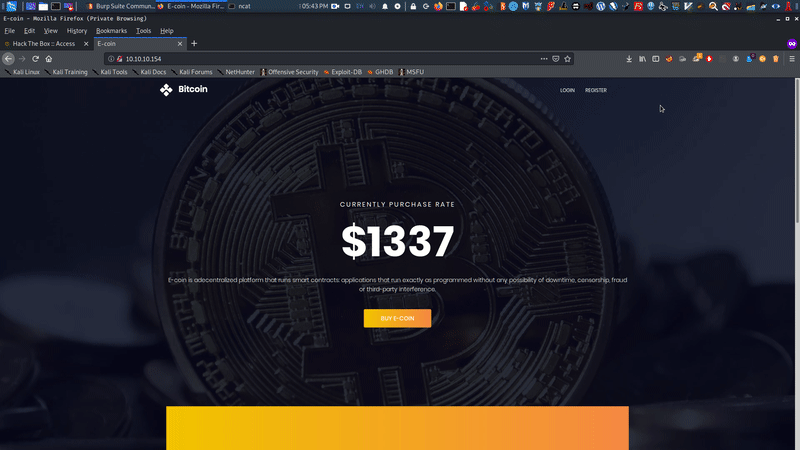 Burp Suite Commun...
E-coin - Mozilla Fir...
ncat
05:43 PM
E-coin - Mozilla Firefox (Private Browsing)
File Edit View History Bookmarks Tools Help
Hack The Box :: Access
E-coin
10.10.10.154
Kali Linux Kali Training Kali Tools Kali Docs Kali Forums NetHunter Offensive Security Exploit-DB GHDB MSFU
Bitcoin
LOGIN REGISTER
CURRENTLY PURCHASE RATE
$1337
E-coin is adecentralized platform that runs smart contracts: applications that run exactly as programmed without any possibility of downtime, censorship, fraud
or third-party interference.
BUY E-COIN